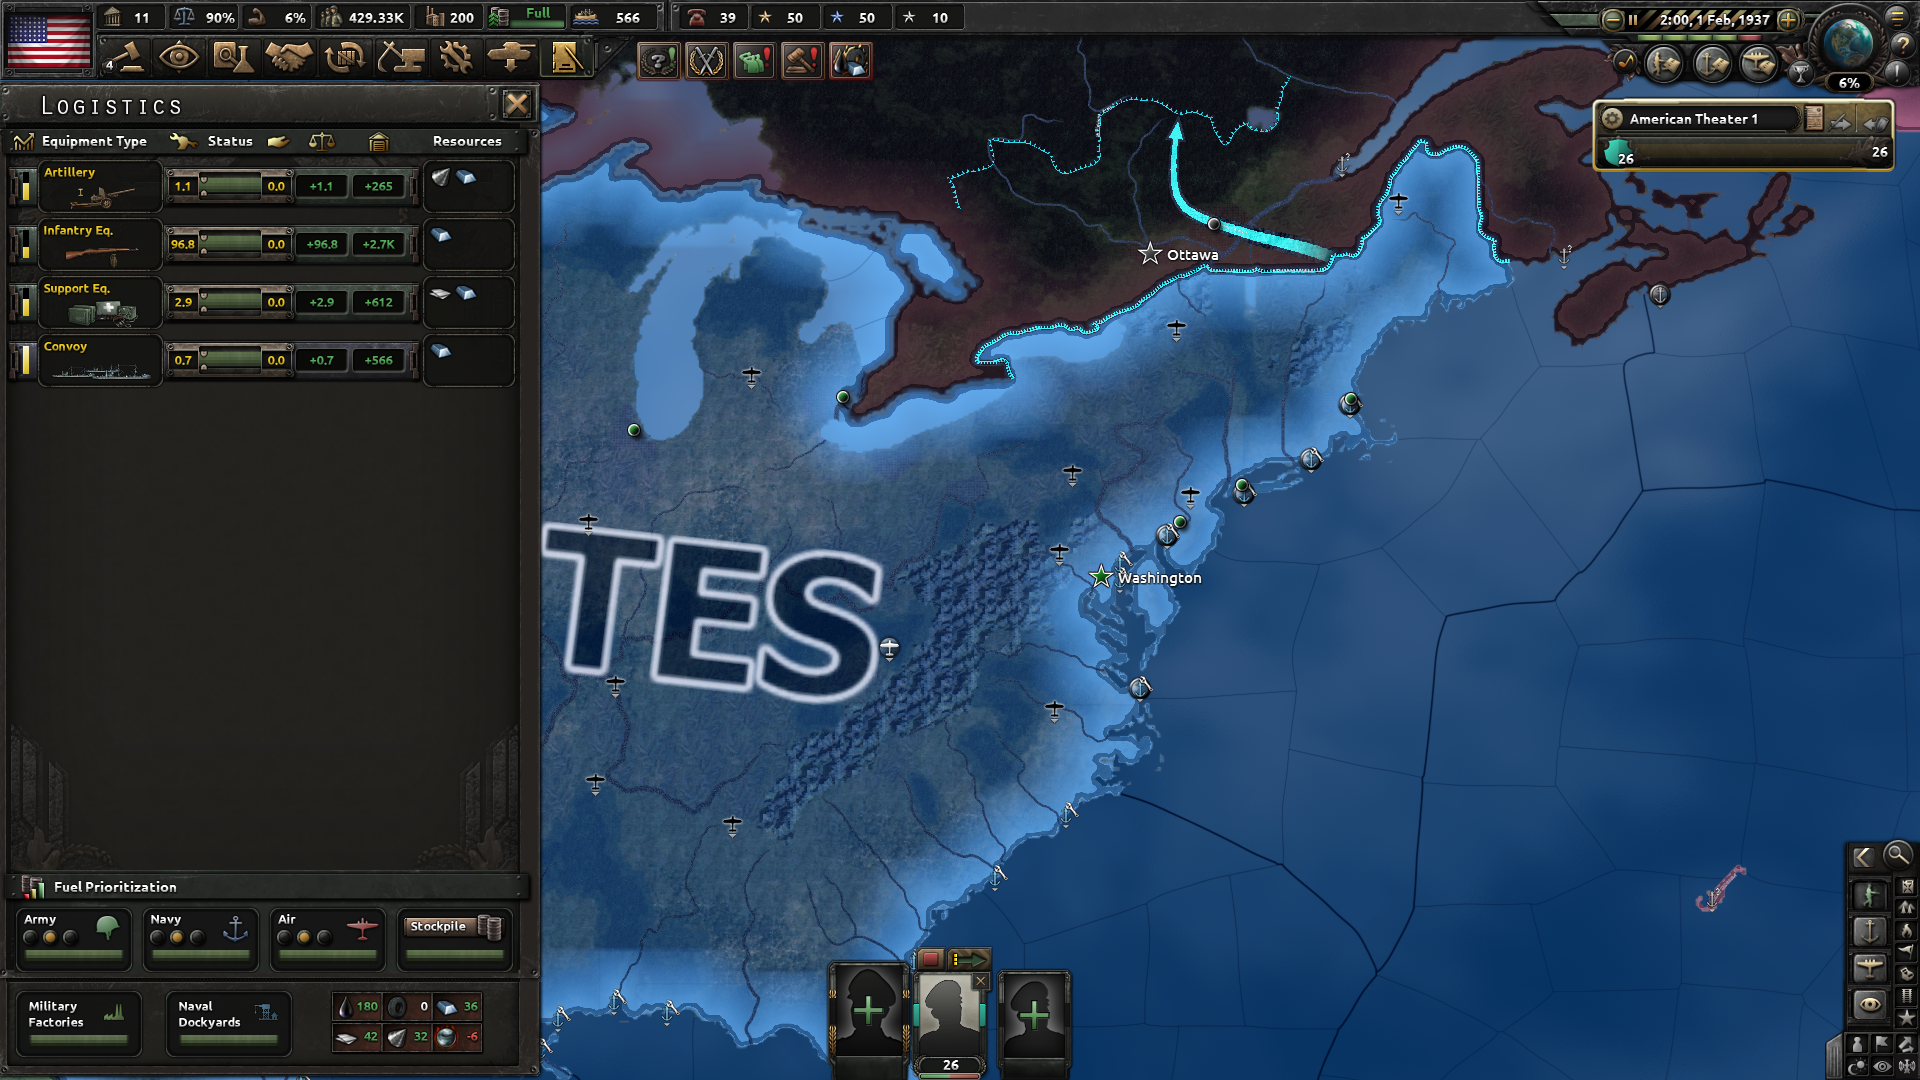 11 90% 6% 429.33K 200 Full 566 39 50 50 10
2:00, 1 Feb, 1937
4
6%
LOGISTICS
Equipment Type Status Resources
Artillery
1.1 0.0 +1.1 +265
Infantry Eq.
96.8 0.0 +96.8 +2.7K
Support Eq.
2.9 0.0 +2.9 +612
Convoy
0.7 0.0 +0.7 +566
American Theater 1
26 26
Ottawa
TES
Washington
Fuel Prioritization
Army Navy Air Stockpile
Military
Factories
Naval
Dockyards
180 0 36
42 32 -6
26